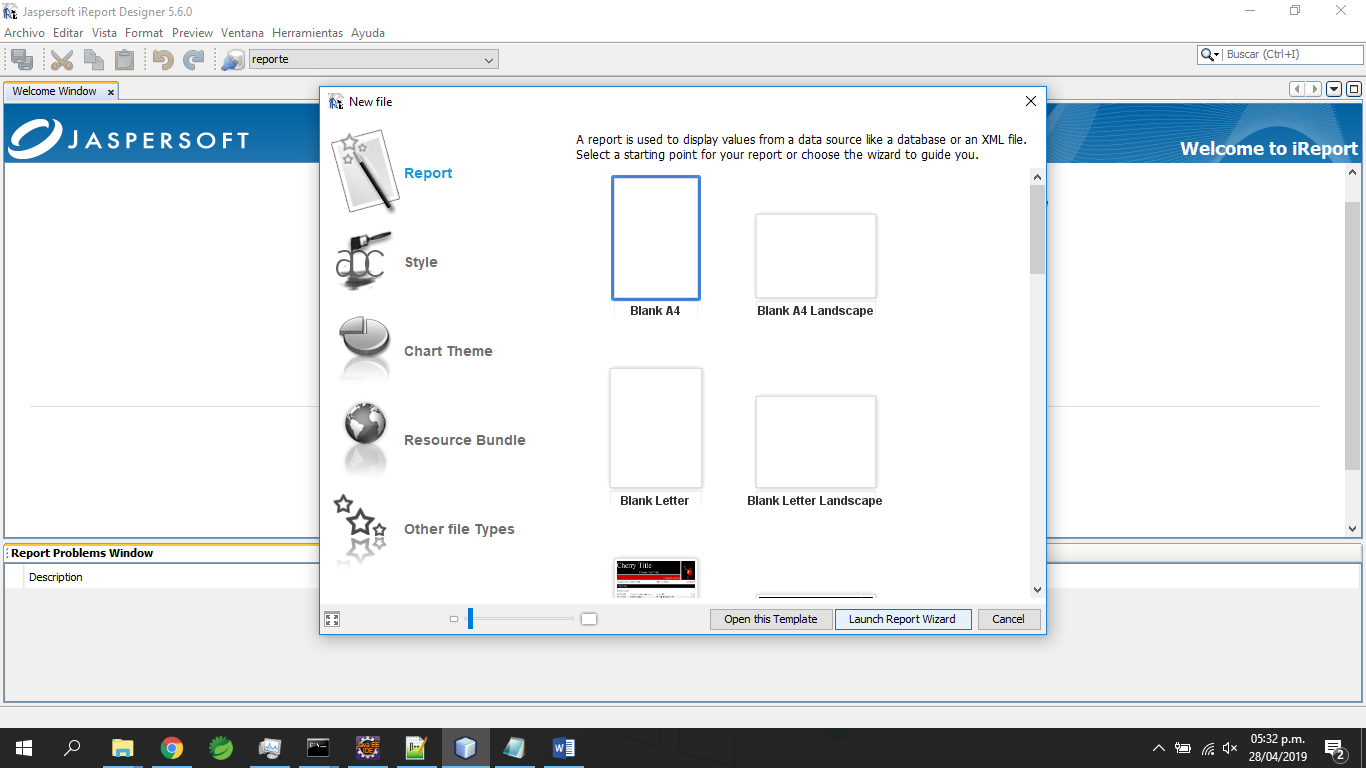 Jaspersoft iReport Designer 5.6.0
Archivo Editar Vista Format Preview Ventana Herramientas Ayuda
reporte
Buscar (Ctrl+I)
Welcome Window
JASPERSOFT
Welcome to iReport
New file
A report is used to display values from a data source like a database or an XML file.
Select a starting point for your report or choose the wizard to guide you.
Report
Style
Chart Theme
Resource Bundle
Other file Types
Blank A4
Blank A4 Landscape
Blank Letter
Blank Letter Landscape
Cherry Title
Open this Template
Launch Report Wizard
Cancel
Report Problems Window
Description
05:32 p.m.
28/04/2019
2